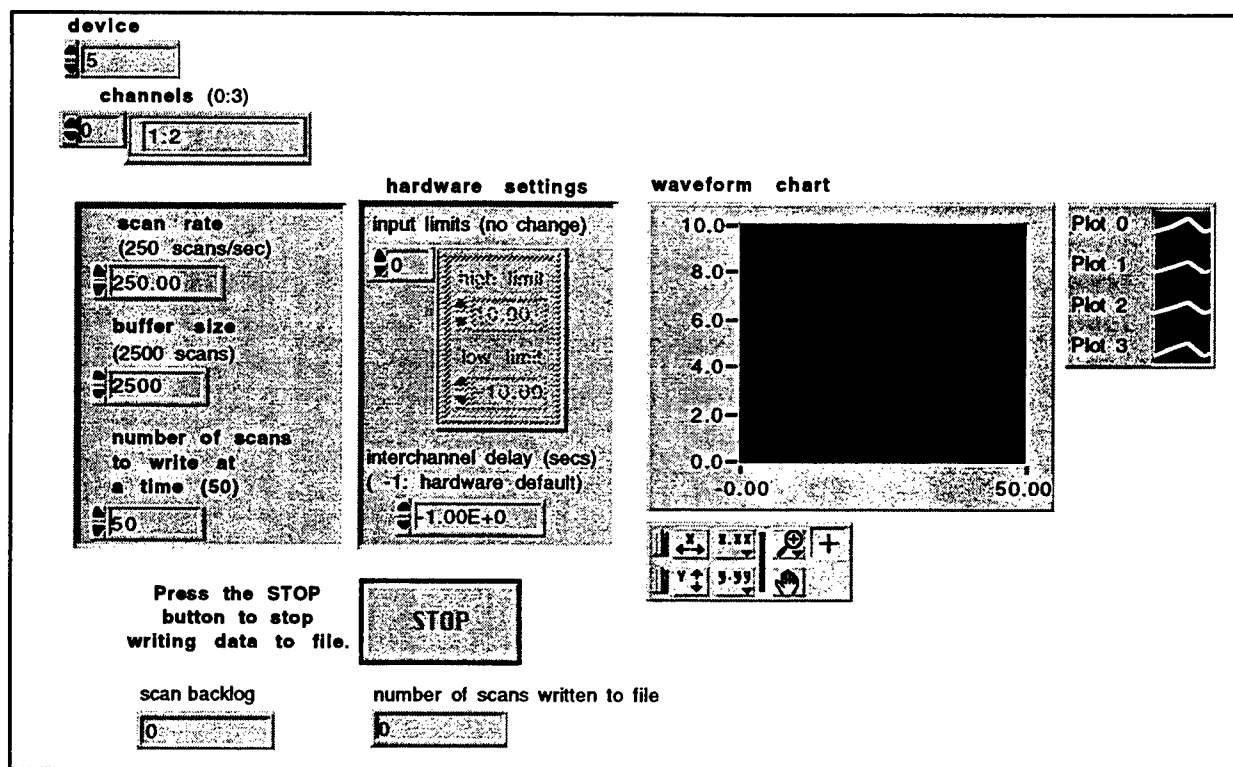 device
5
channels (0:3)
0
1:2
hardware settings
waveform chart
scan rate
(250 scans/sec)
250.00
buffer size
(2500 scans)
2500
number of scans
to write at
a time (50)
50
input limits (no change)
0
high limit
10.00
low limit
-10.00
interchannel delay (secs)
( -1: hardware default)
-1.00E+0
10.0
8.0
6.0
4.0
2.0
0.0
-0.00
50.00
Plot 0
Plot 1
Plot 2
Plot 3
X
x.xx
Y
y.yy
Press the STOP
button to stop
writing data to file.
STOP
scan backlog
0
number of scans written to file
0